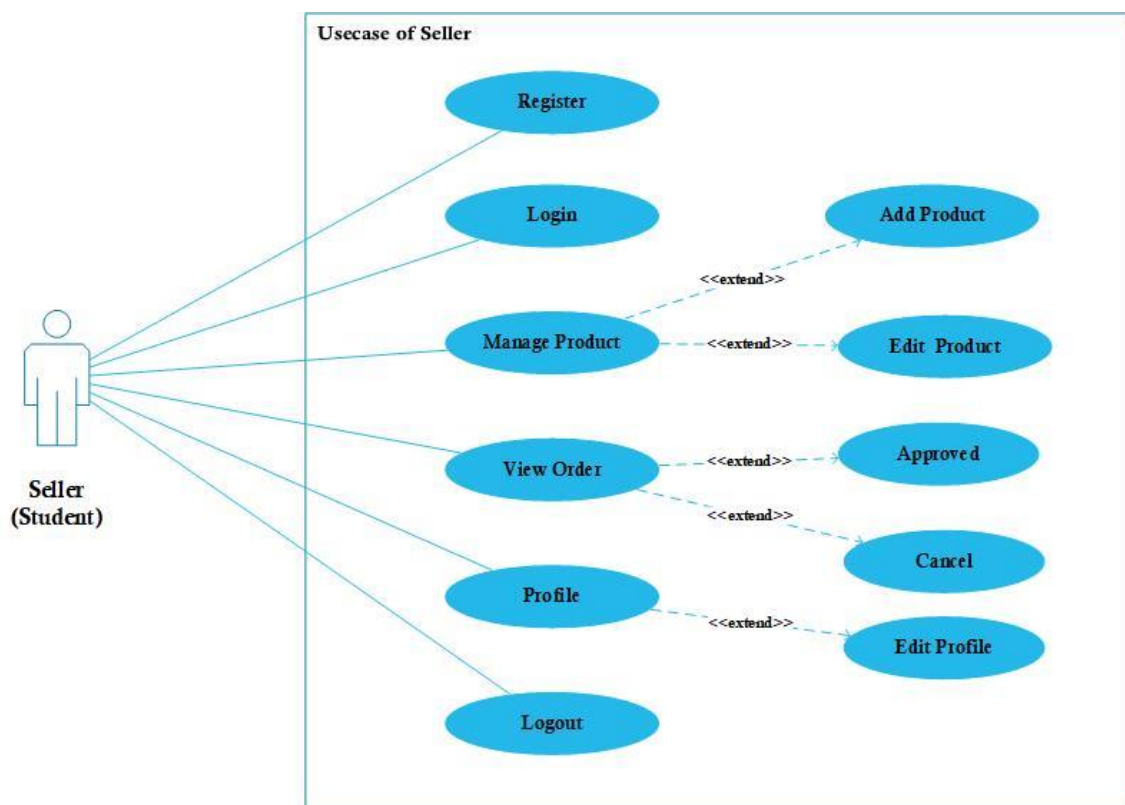 Usecase of Seller
Register
Login
Add Product
<<extend>>
Manage Product
<<extend>>
Edit Product
View Order
<<extend>>
Approved
<<extend>>
Cancel
Seller
(Student)
Profile
<<extend>>
Edit Profile
Logout